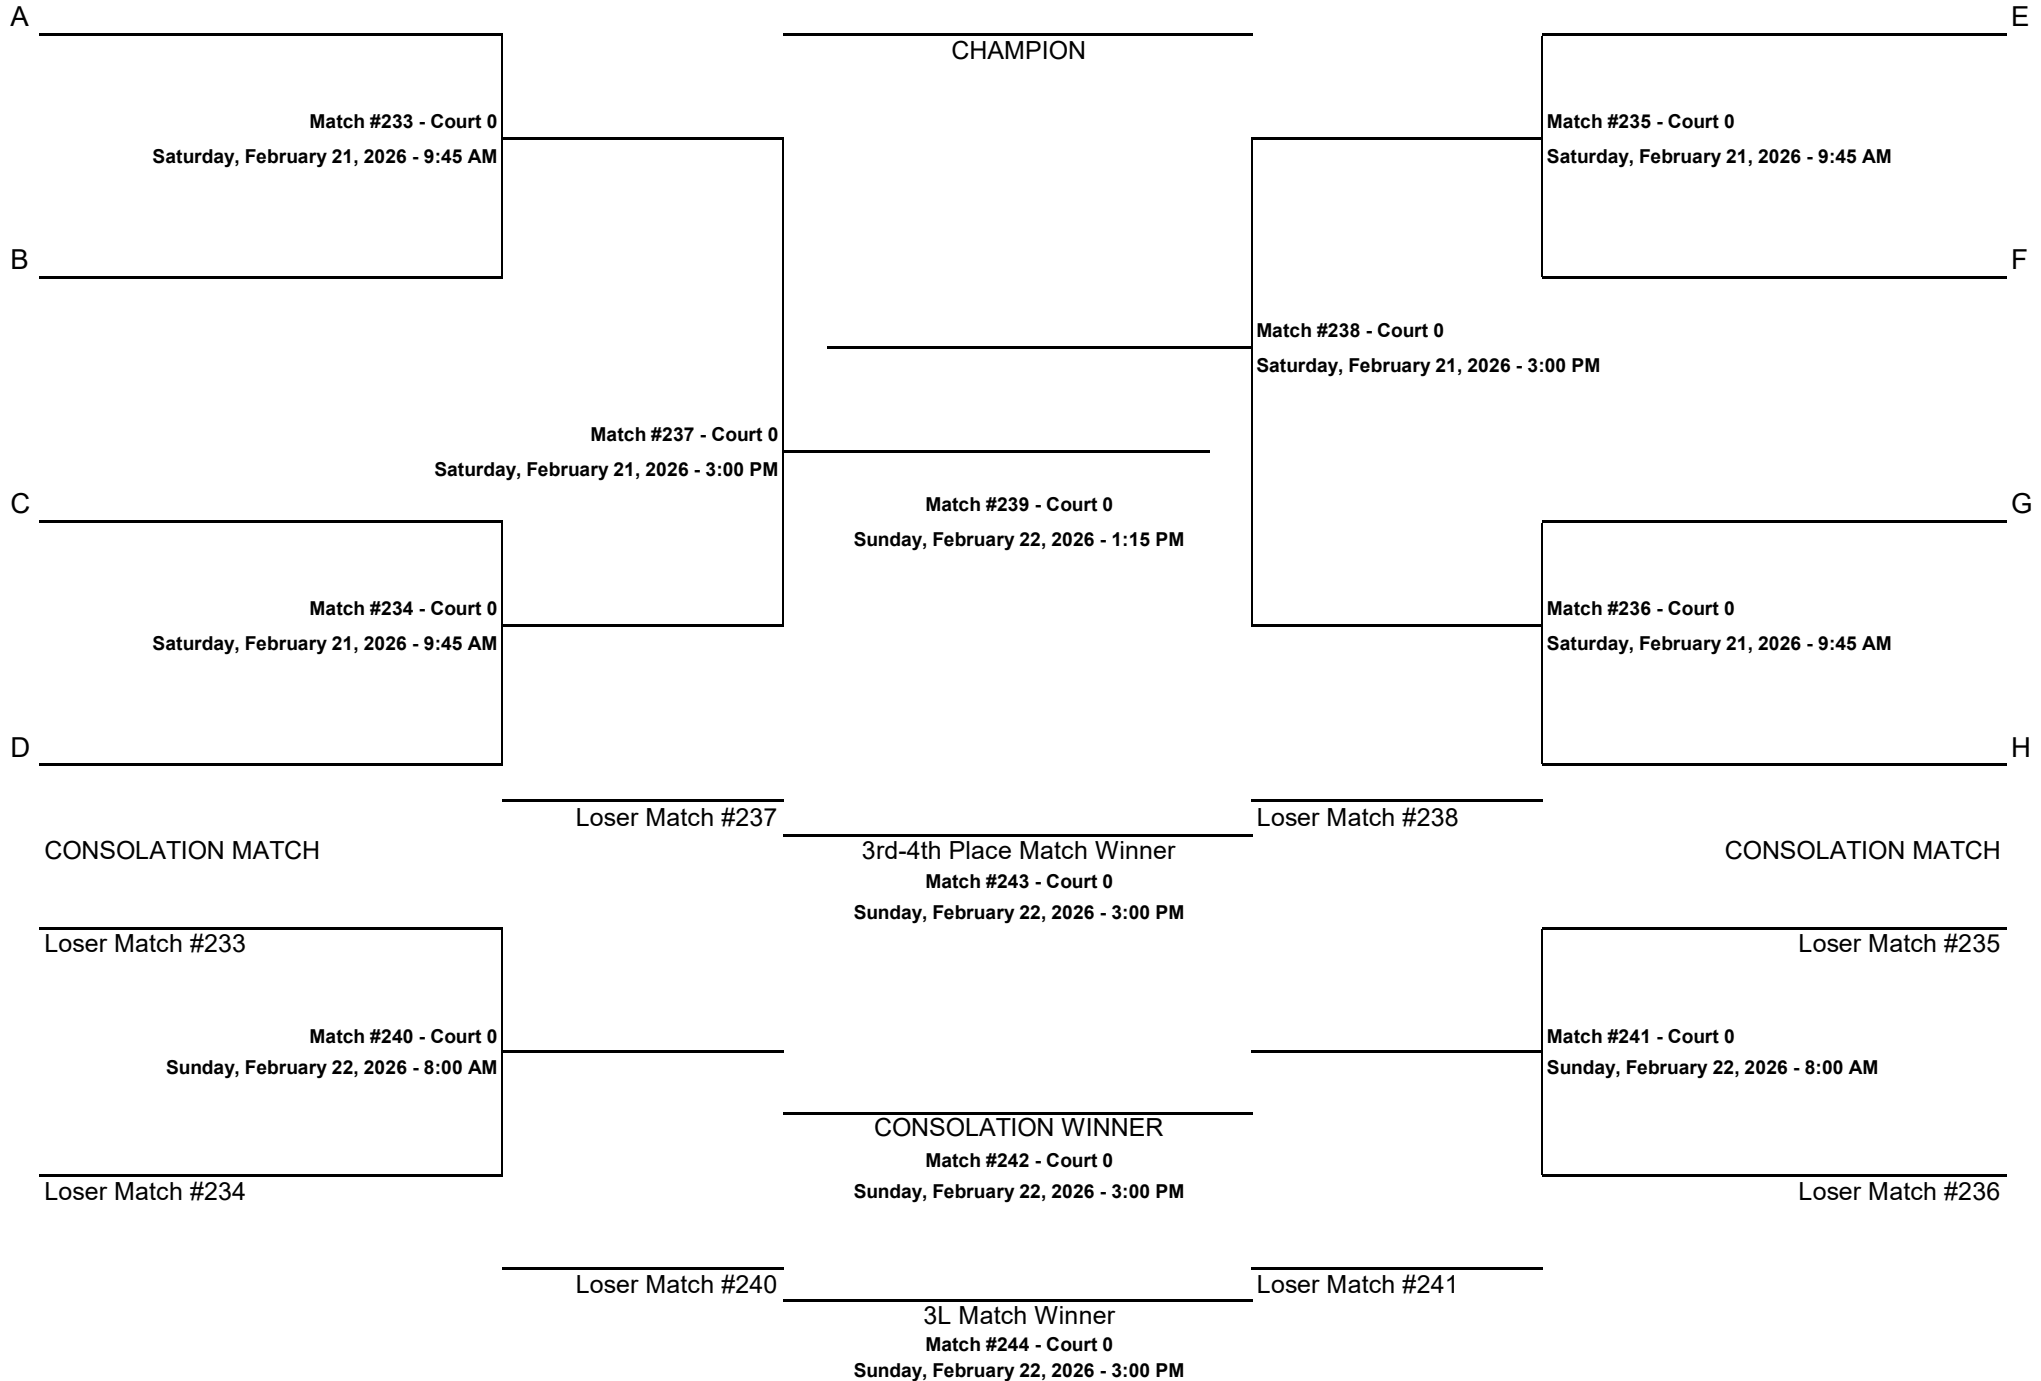 A
E
CHAMPION
Match #233 - Court 0
Saturday, February 21, 2026 - 9:45 AM
Match #235 - Court 0
Saturday, February 21, 2026 - 9:45 AM
B
F
Match #238 - Court 0
Saturday, February 21, 2026 - 3:00 PM
Match #237 - Court 0
Saturday, February 21, 2026 - 3:00 PM
C
G
Match #239 - Court 0
Sunday, February 22, 2026 - 1:15 PM
Match #234 - Court 0
Saturday, February 21, 2026 - 9:45 AM
Match #236 - Court 0
Saturday, February 21, 2026 - 9:45 AM
D
H
Loser Match #237
Loser Match #238
CONSOLATION MATCH
3rd-4th Place Match Winner
CONSOLATION MATCH
Match #243 - Court 0
Sunday, February 22, 2026 - 3:00 PM
Loser Match #233
Loser Match #235
Match #240 - Court 0
Sunday, February 22, 2026 - 8:00 AM
Match #241 - Court 0
Sunday, February 22, 2026 - 8:00 AM
CONSOLATION WINNER
Match #242 - Court 0
Sunday, February 22, 2026 - 3:00 PM
Loser Match #234
Loser Match #236
Loser Match #240
Loser Match #241
3L Match Winner
Match #244 - Court 0
Sunday, February 22, 2026 - 3:00 PM